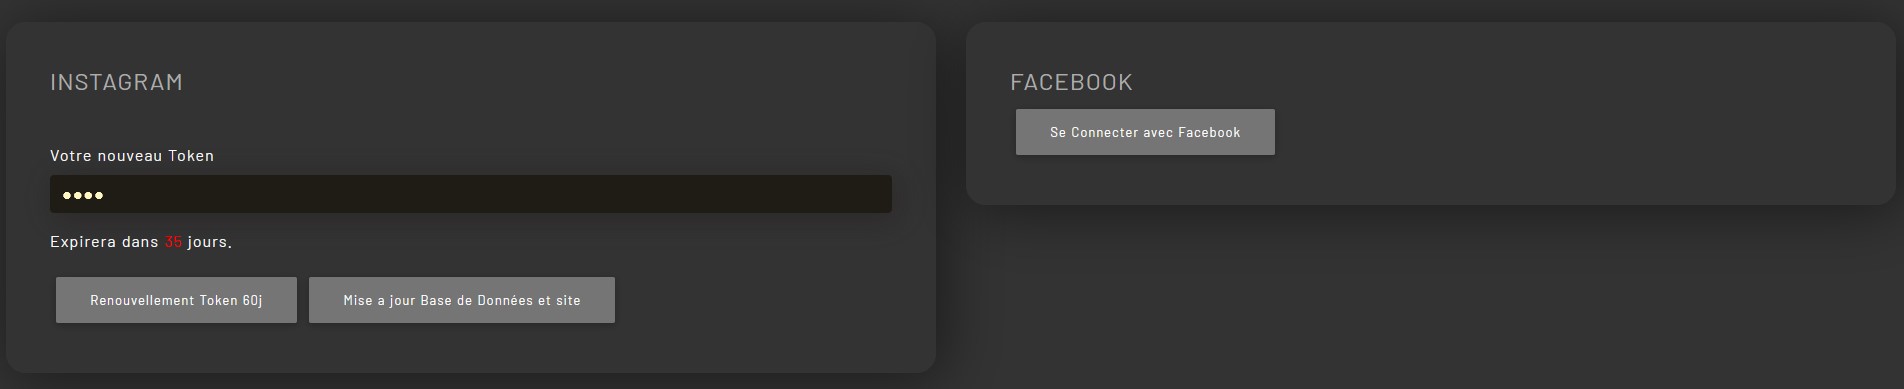 INSTAGRAM
Votre nouveau Token
••••
Expirera dans 35 jours.
Renouvellement Token 60j
Mise a jour Base de Données et site
FACEBOOK
Se Connecter avec Facebook